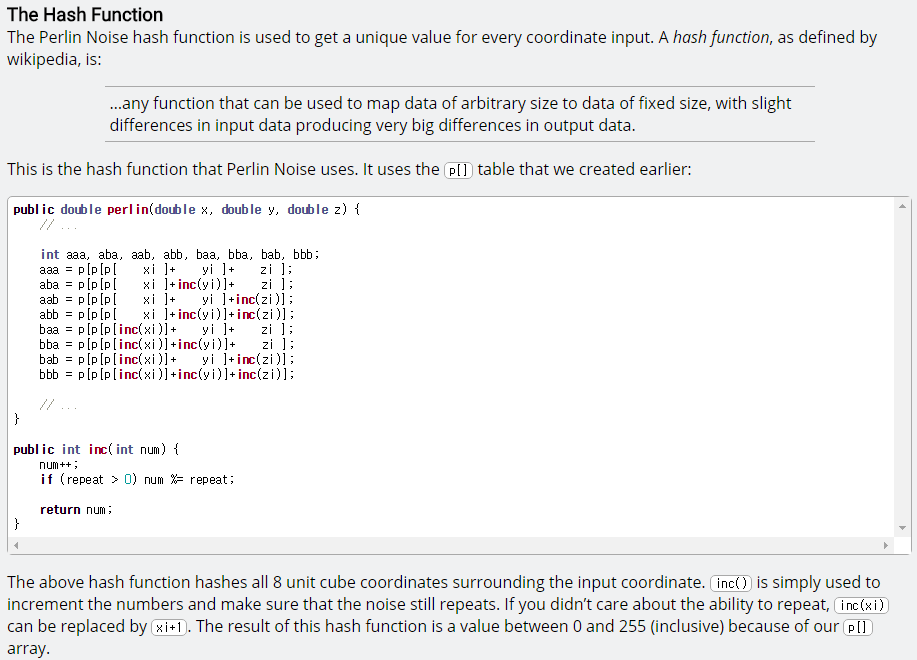 The Hash Function
The Perlin Noise hash function is used to get a unique value for every coordinate input. A hash function, as defined by
wikipedia, is:
...any function that can be used to map data of arbitrary size to data of fixed size, with slight
differences in input data producing very big differences in output data.
This is the hash function that Perlin Noise uses. It uses the p[] table that we created earlier:
public double perlin(double x, double y, double z) {
    // ...
    int aaa, aba, aab, abb, baa, bba, bab, bbb;
    aaa = p[p[p[    xi ]+    yi ]+    zi ];
    aba = p[p[p[    xi ]+inc(yi)]+    zi ];
    aab = p[p[p[    xi ]+    yi ]+inc(zi)];
    abb = p[p[p[    xi ]+inc(yi)]+inc(zi)];
    baa = p[p[p[inc(xi)]+    yi ]+    zi ];
    bba = p[p[p[inc(xi)]+inc(yi)]+    zi ];
    bab = p[p[p[inc(xi)]+    yi ]+inc(zi)];
    bbb = p[p[p[inc(xi)]+inc(yi)]+inc(zi)];
    // ...
}
public int inc(int num) {
    num++;
    if (repeat > 0) num %= repeat;
    return num;
}
The above hash function hashes all 8 unit cube coordinates surrounding the input coordinate. inc() is simply used to
increment the numbers and make sure that the noise still repeats. If you didn't care about the ability to repeat, inc(xi)
can be replaced by xi+1. The result of this hash function is a value between 0 and 255 (inclusive) because of our p[]
array.